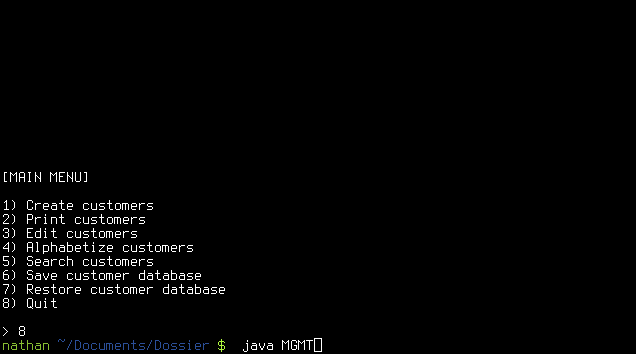 [MAIN MENU]
1) Create customers
2) Print customers
3) Edit customers
4) Alphabetize customers
5) Search customers
6) Save customer database
7) Restore customer database
8) Quit
> 8
nathan ~/Documents/Dossier $ java MGMT